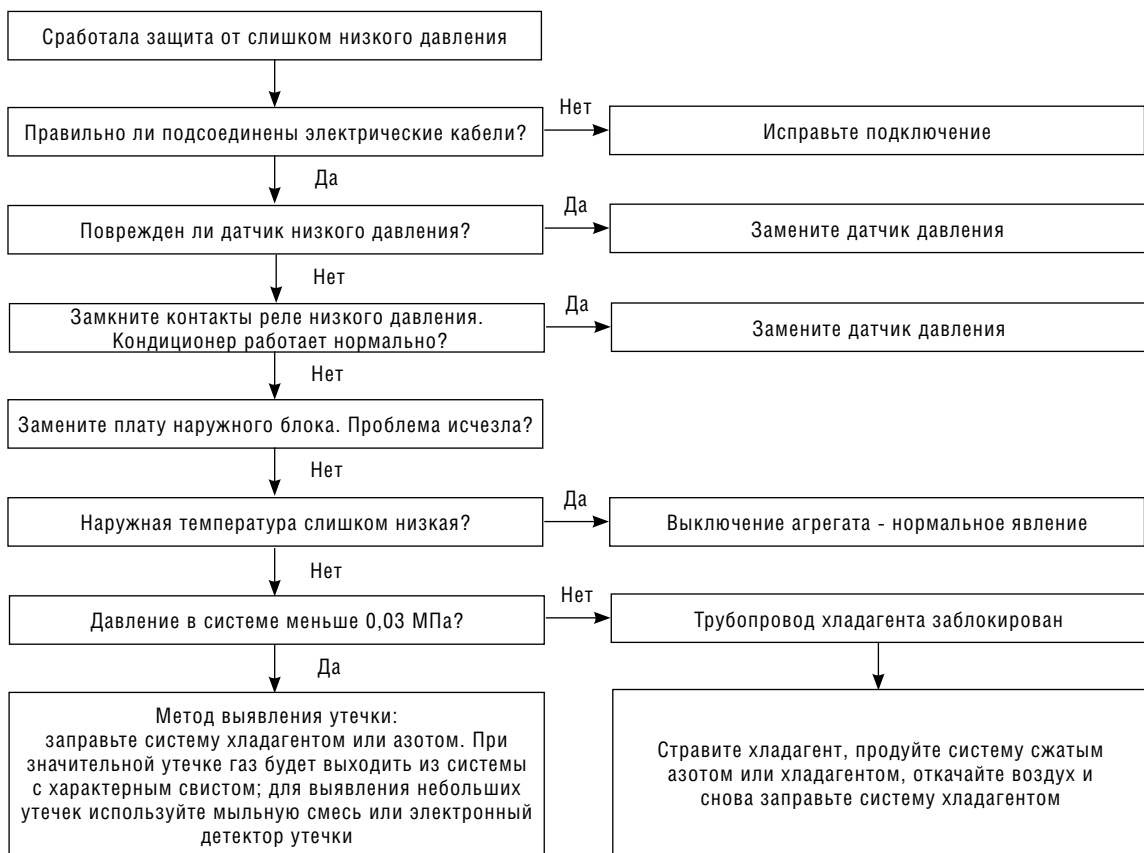 Сработала защита от слишком низкого давления
Правильно ли подсоединены электрические кабели?
Нет
Исправьте подключение
Да
Поврежден ли датчик низкого давления?
Да
Замените датчик давления
Нет
Замкните контакты реле низкого давления.
Кондиционер работает нормально?
Да
Замените датчик давления
Нет
Замените плату наружного блока. Проблема исчезла?
Нет
Наружная температура слишком низкая?
Да
Выключение агрегата - нормальное явление
Нет
Давление в системе меньше 0,03 МПа?
Нет
Трубопровод хладагента заблокирован
Да
Метод выявления утечки:
заправьте систему хладагентом или азотом. При
значительной утечке газ будет выходить из системы
с характерным свистом; для выявления небольших
утечек используйте мыльную смесь или электронный
детектор утечки
Стравите хладагент, продуйте систему сжатым
азотом или хладагентом, откачайте воздух и
снова заправьте систему хладагентом